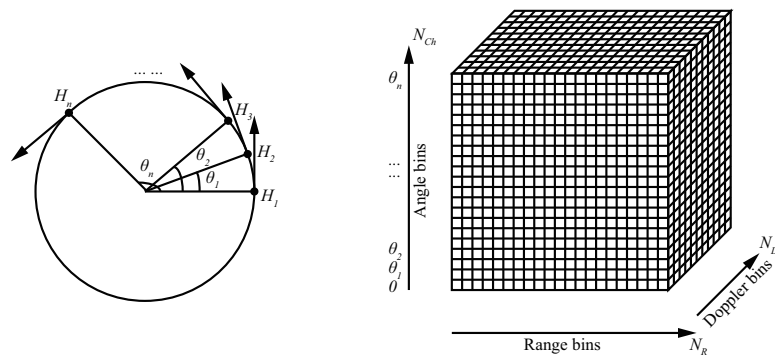 ... ...
H_n
H_3
θ_2
H_2
θ_n
θ_1
H_1
N_Ch
θ_n
... ...
Angle bins
θ_2
θ_1
0
N_L
Doppler bins
Range bins
N_R